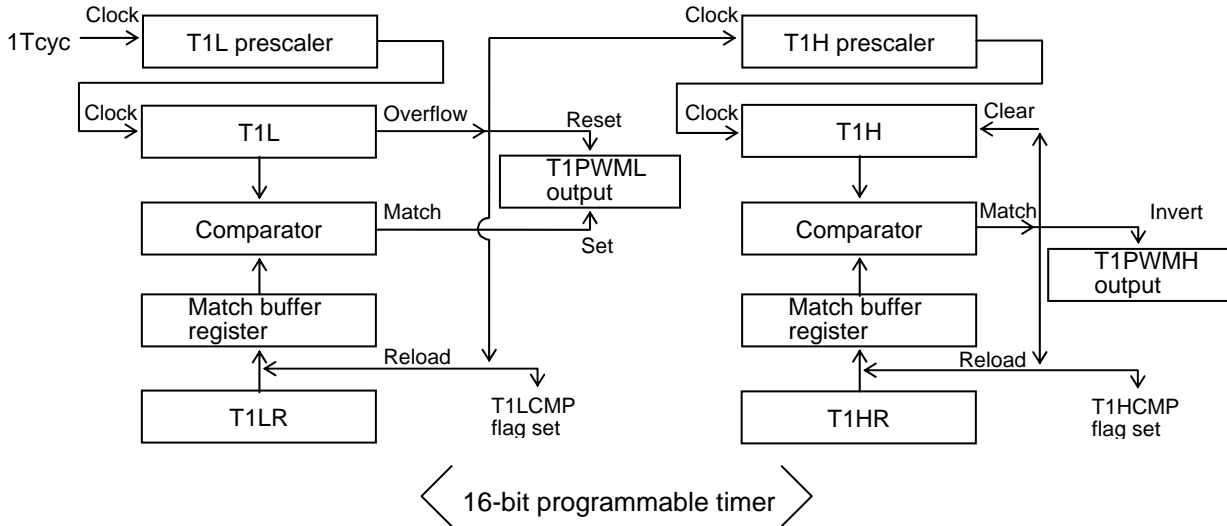 Clock
1Tcyc
T1L prescaler
Clock
T1L
Overflow
Reset
T1PWML
output
Comparator
Match
Set
Match buffer
register
Reload
T1LR
T1LCMP
flag set
Clock
T1H prescaler
Clock
T1H
Clear
Comparator
Match
Invert
T1PWMH
output
Match buffer
register
Reload
T1HR
T1HCMP
flag set
16-bit programmable timer